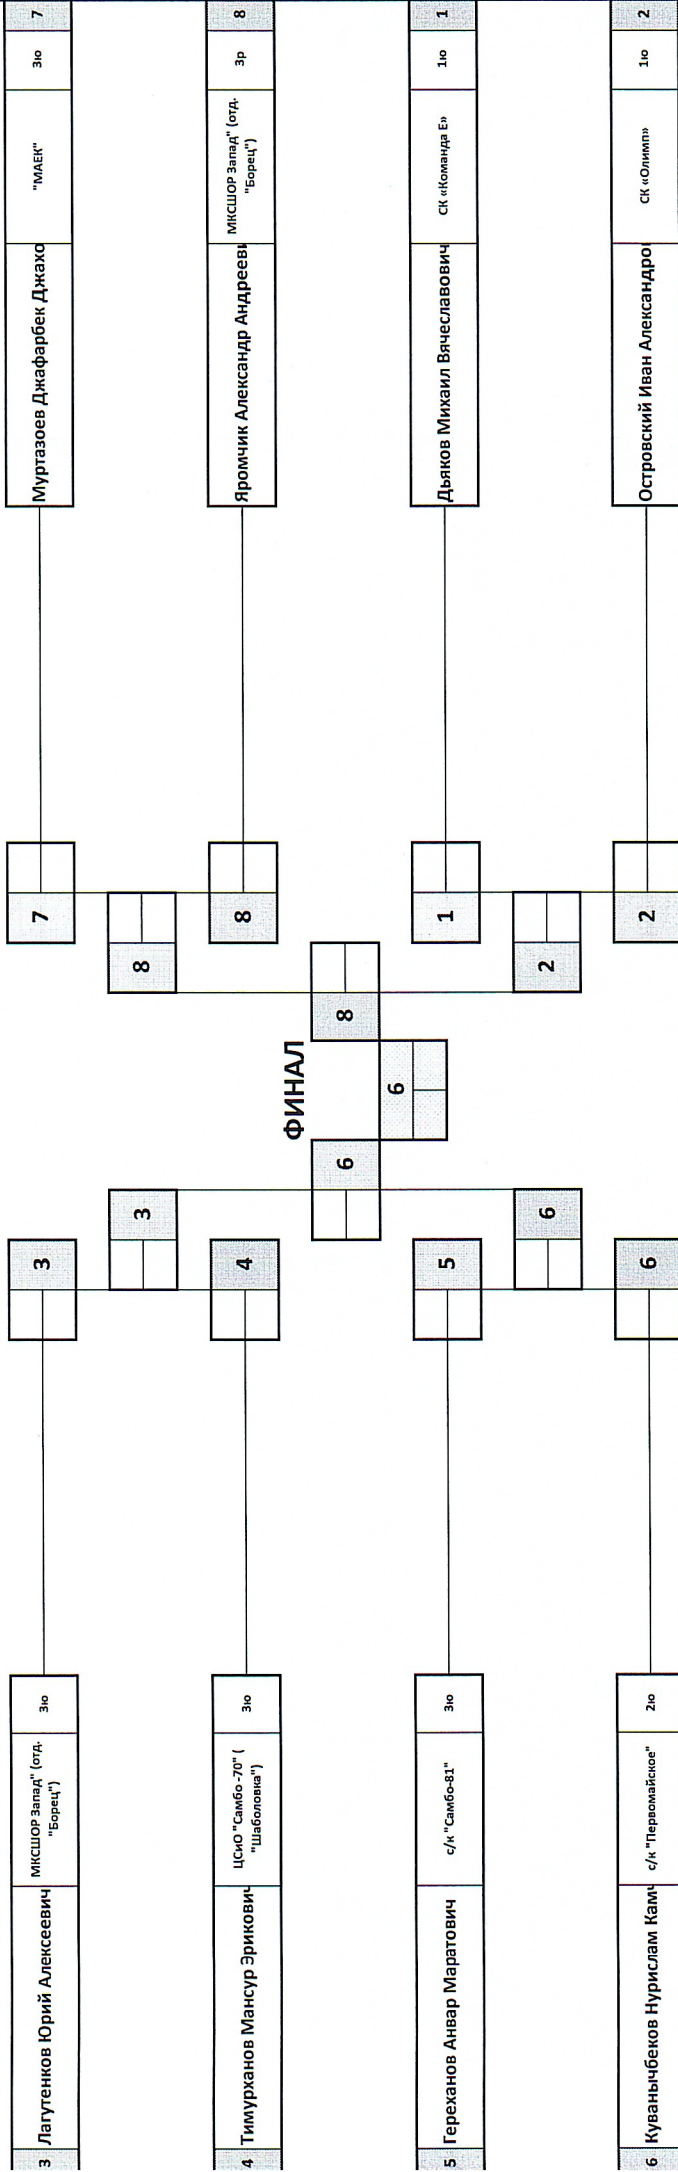 3 Лагутенков Юрий Алексеевич МКСШОР Запад" (отд. "Борец") 3ю
3
3
4 Тимурханов Мансур Эрикович ЦСиО "Самбо -70" ( "Шаболовка") 3ю
4
6
5 Гереханов Анвар Маратович с/к "Самбо-81" 3ю
5
6
6 Куванычбеков Нурислам Камч с/к "Первомайское" 2ю
6
ФИНАЛ
6
7
Муртазоев Джафарбек Джахо "МАЕК" 3ю 7
8
8
Яромчик Александр Андрееви МКСШОР Запад" (отд. "Борец") 3р 8
8
1
Дьяков Михаил Вячеславович СК «Команда Е» 1ю 1
2
2
Островский Иван Александро СК «Олимп» 1ю 2